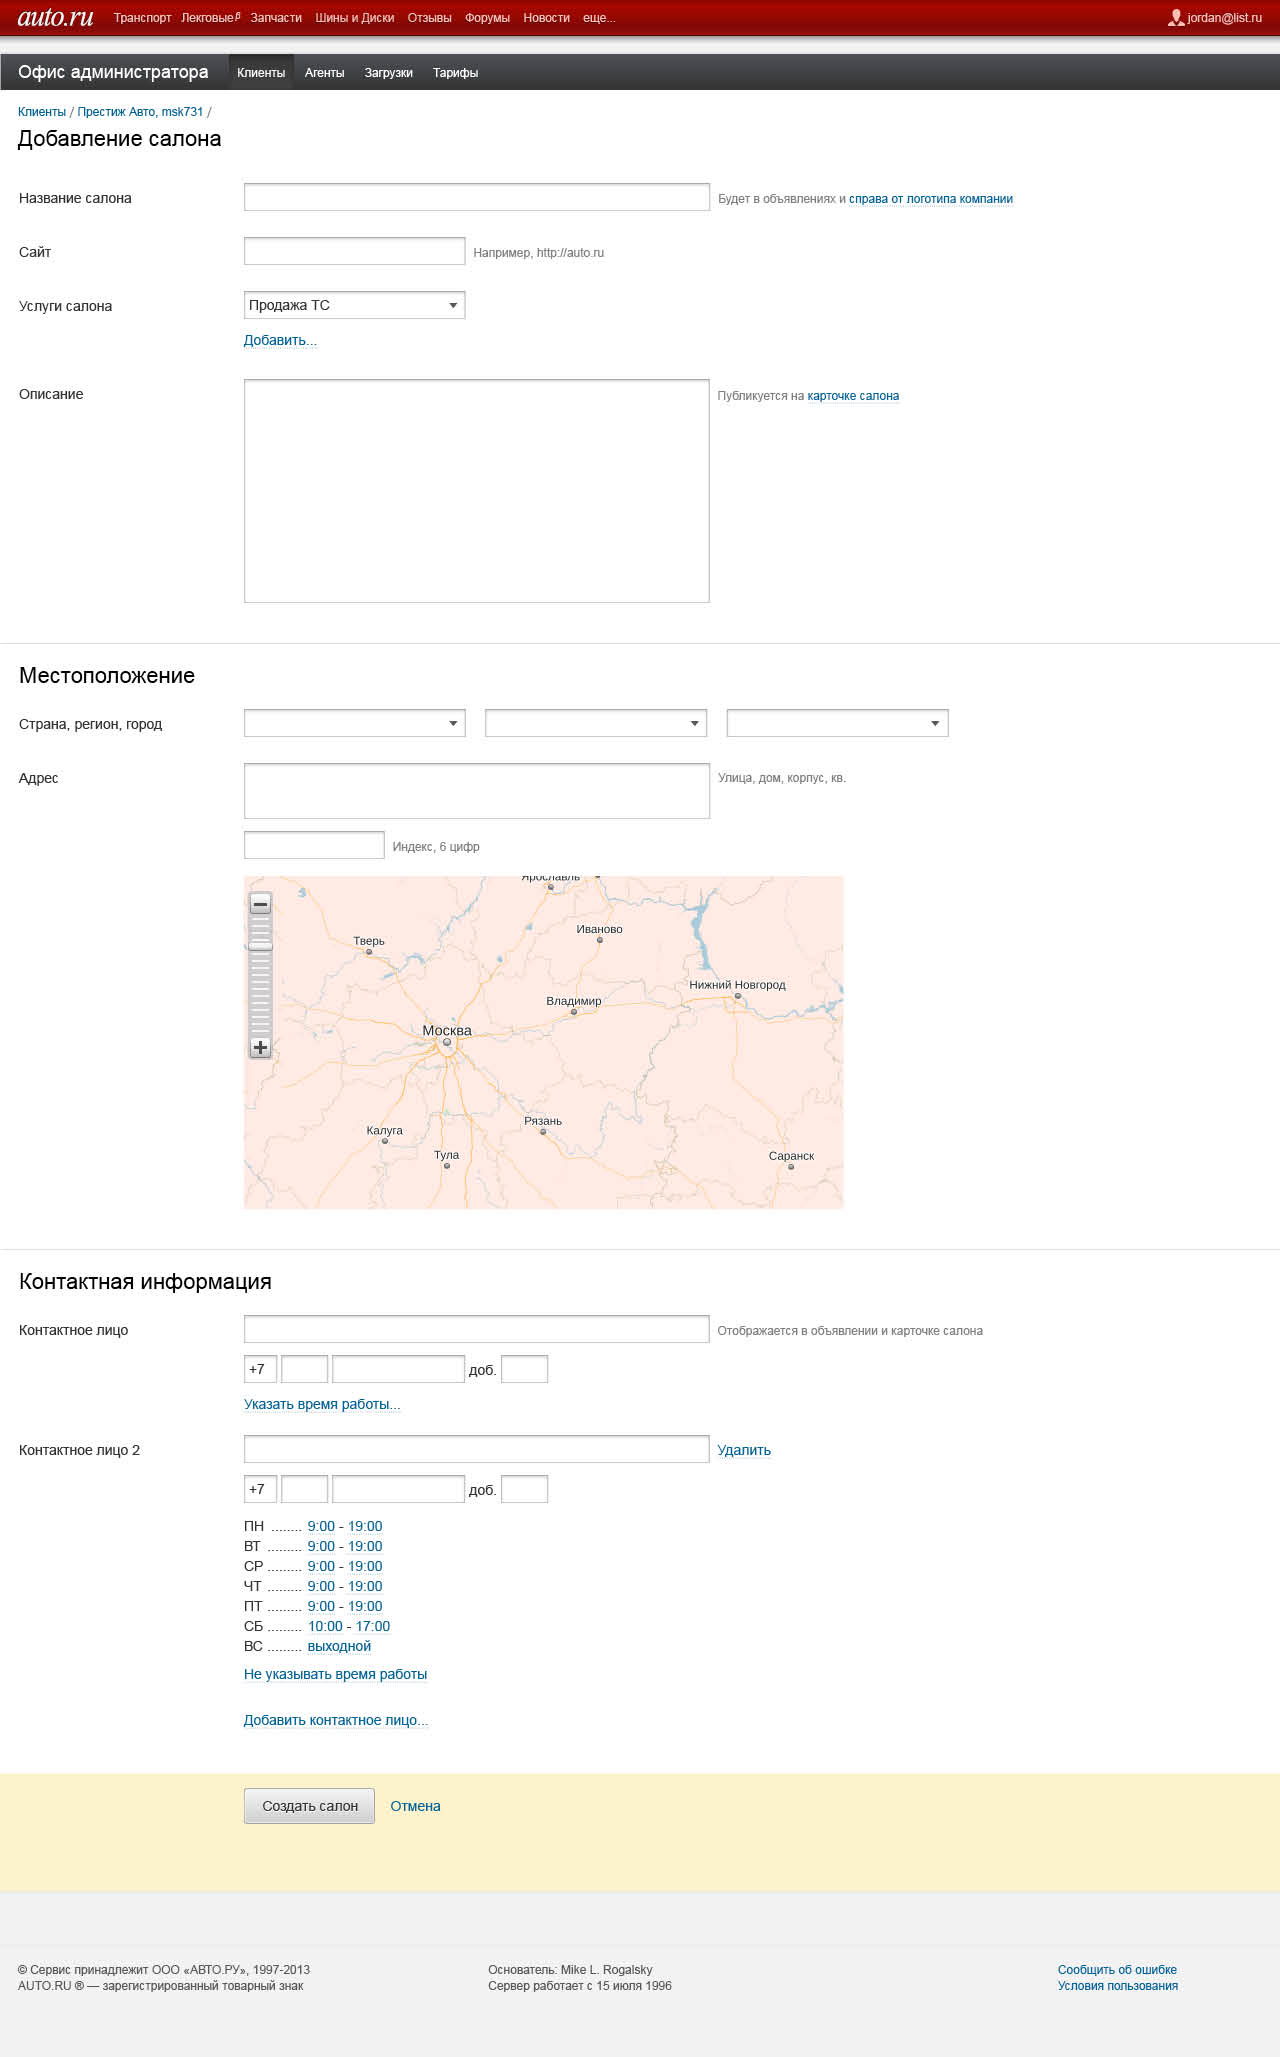 auto.ru Транспорт Легковые β Запчасти Шины и Диски Отзывы Форумы Новости еще... jordan@list.ru
Офис администратора Клиенты Агенты Загрузки Тарифы
Клиенты / Престиж Авто, msk731 /
Добавление салона
Название салона Будет в объявлениях и справа от логотипа компании
Сайт Например, http://auto.ru
Услуги салона Продажа ТС
Добавить...
Описание Публикуется на карточке салона
Местоположение
Страна, регион, город
Адрес Улица, дом, корпус, кв.
Индекс, 6 цифр
Ярославль
Иваново
Тверь
Нижний Новгород
Владимир
Москва
Рязань
Калуга
Тула
Саранск
Контактная информация
Контактное лицо Отображается в объявлении и карточке салона
+7 доб.
Указать время работы...
Контактное лицо 2 Удалить
+7 доб.
ПН ........ 9:00 - 19:00
ВТ ......... 9:00 - 19:00
СР ......... 9:00 - 19:00
ЧТ ......... 9:00 - 19:00
ПТ ......... 9:00 - 19:00
СБ ......... 10:00 - 17:00
ВС ......... выходной
Не указывать время работы
Добавить контактное лицо...
Создать салон Отмена
© Сервис принадлежит ООО «АВТО.РУ», 1997-2013 Основатель: Mike L. Rogalsky Сообщить об ошибке
AUTO.RU ® — зарегистрированный товарный знак Сервер работает с 15 июля 1996 Условия пользования